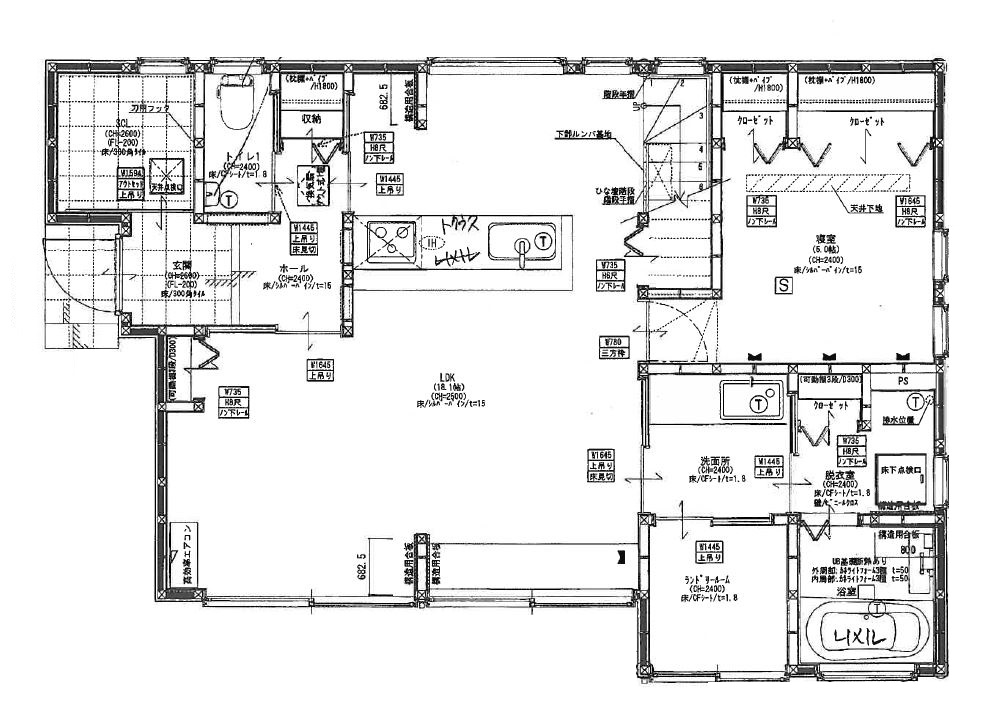 (枕棚+パイプ
/H1800)
収納
刃用フック
SCL
(CH=2600)
(FL-200)
床/300角タイル
W1594
アウトセット
上吊り
天井点検口
トイレ1
(CH=2400)
床/CFシート/t=1.8
T
W735
H8尺
ノン下レール
W1445
上吊り
682.5
構造用合板
W1445
上吊り
床見切
玄関
(CH=2600)
(FL-200)
床/300角タイル
ホール
(CH=2400)
床/シルバーパイン/t=15
IH
トクラス
LIXIL
T
階段手摺
UP
1
2
3
4
5
6
下部ルンバ基地
ひな壇階段
階段手摺
W735
H6尺
ノン下レール
(枕棚+パイプ
/H1800)
クローゼット
(枕棚+パイプ/H1800)
クローゼット
W735
H8尺
ノン下レール
天井下地
W1645
H8尺
ノン下レール
寝室
(5.0帖)
(CH=2400)
床/シルバーパイン/t=15
S
W780
三方枠
(可動棚3段/D300)
W735
H8尺
ノン下レール
W1645
上吊り
LDK
(18.1帖)
(CH=2500)
床/シルバーパイン/t=15
W1645
上吊り
床見切
T
洗面所
(CH=2400)
床/CFシート/t=1.8
W1445
上吊り
(可動棚3段/D300)
クローゼット
W735
H8尺
ノン下レール
PS
T
排水位置
脱衣室
(CH=2400)
床/CFシート/t=1.8
壁/ビニールクロス
床下点検口
構造用合板
高効率エアコン
682.5
構造用合板
構造用合板
W1445
上吊り
ランドリールーム
(CH=2400)
床/CFシート/t=1.8
構造用合板
800
UB基礎断熱あり
外周部:カネライトフォーム3種 t=50
内周部:カネライトフォーム3種 t=50
浴室
T
LIXIL